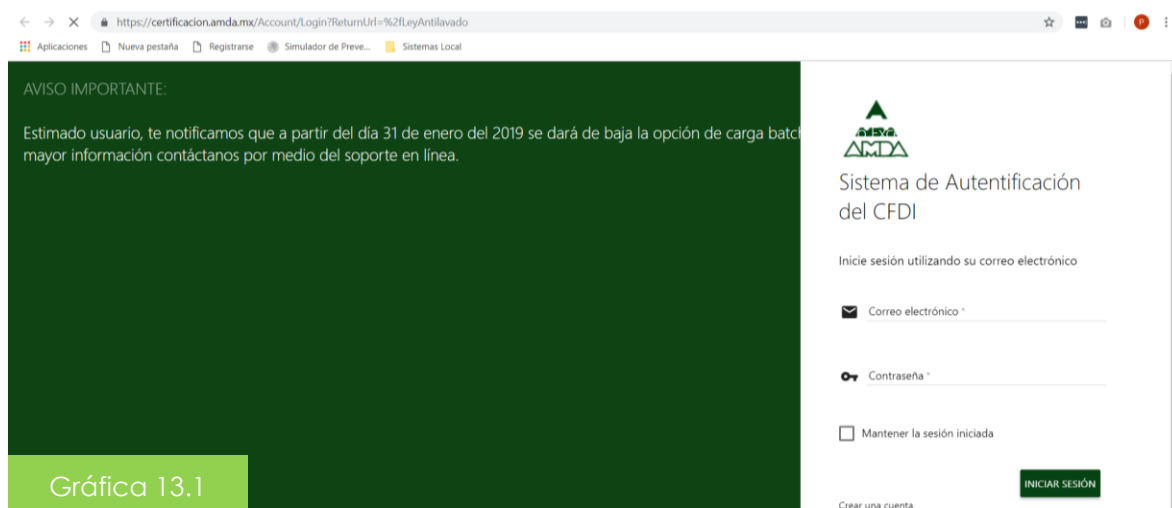 https://certificacion.amda.mx/Account/Login?ReturnUrl=%2fLeyAntilavado
P
Aplicaciones Nueva pestaña Registrarse Simulador de Preve... Sistemas Local
AVISO IMPORTANTE:
Estimado usuario, te notificamos que a partir del día 31 de enero del 2019 se dará de baja la opción de carga batch
mayor información contáctanos por medio del soporte en línea.
AMDA
Sistema de Autentificación
del CFDI
Inicie sesión utilizando su correo electrónico
Correo electrónico *
Contraseña *
Mantener la sesión iniciada
INICIAR SESIÓN
Crear una cuenta
Gráfica 13.1